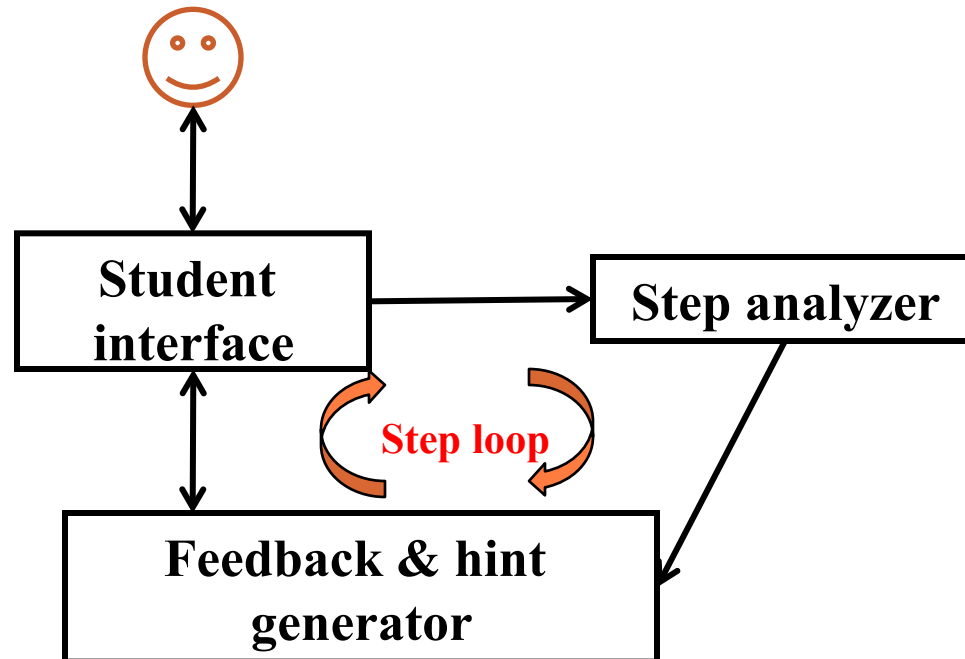 Student
interface
Step analyzer
Step loop
Feedback & hint
generator